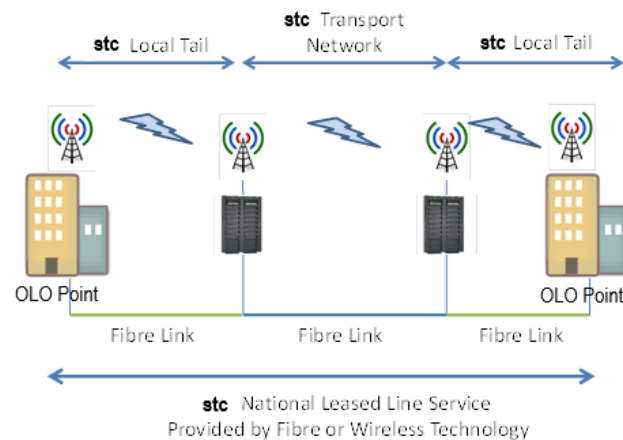 stc Transport
Network
stc Local Tail
stc Local Tail
OLO Point
OLO Point
Fibre Link
Fibre Link
Fibre Link
stc National Leased Line Service
Provided by Fibre or Wireless Technology